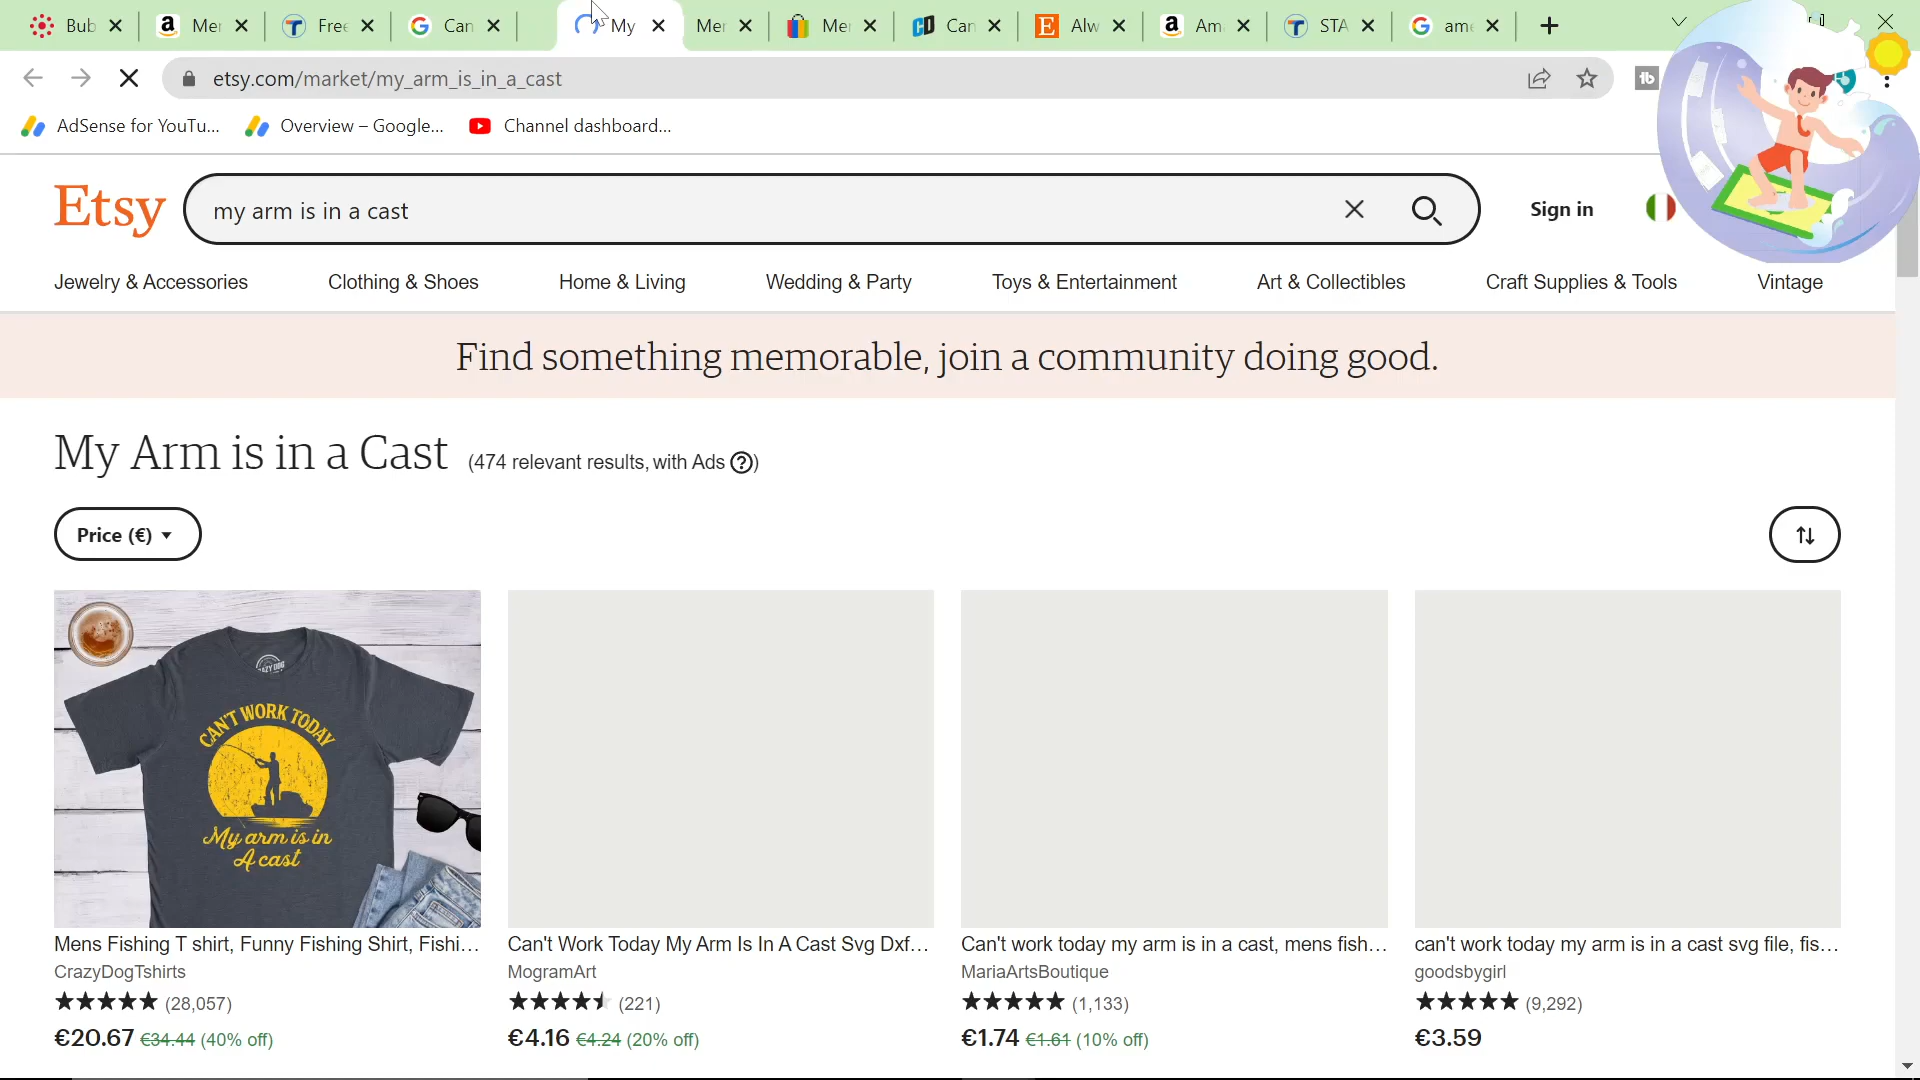 Bub
Mer
Free
Can
My
Mer
Mer
Can
Alw
Am
STA
ame
etsy.com/market/my_arm_is_in_a_cast
AdSense for YouTu...
Overview – Google...
Channel dashboard...
Etsy
my arm is in a cast
Sign in
Jewelry & Accessories
Clothing & Shoes
Home & Living
Wedding & Party
Toys & Entertainment
Art & Collectibles
Craft Supplies & Tools
Vintage
Find something memorable, join a community doing good.
My Arm is in a Cast (474 relevant results, with Ads ?)
Price (€)
CAN'T WORK TODAY
My arm is in
A cast
Mens Fishing T shirt, Funny Fishing Shirt, Fishi...
CrazyDogTshirts
(28,057)
€20.67 €34.44 (40% off)
Can't Work Today My Arm Is In A Cast Svg Dxf...
MogramArt
(221)
€4.16 €4.24 (20% off)
Can't work today my arm is in a cast, mens fish...
MariaArtsBoutique
(1,133)
€1.74 €1.61 (10% off)
can't work today my arm is in a cast svg file, fis...
goodsbygirl
(9,292)
€3.59